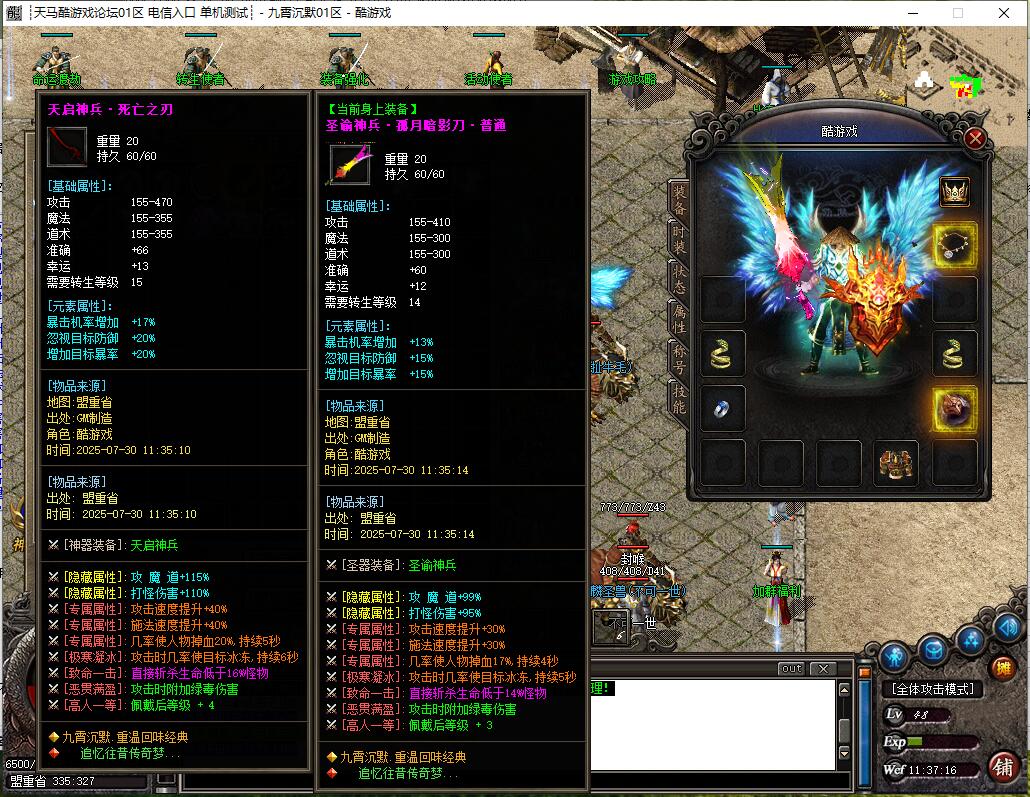 天马酷游戏论坛01区 电信入口 单机测试 - 九霄沉默01区 - 酷游戏
命运磨劫
转生使者
装备强化
活动使者
游戏攻略
天启神兵·死亡之刃
重量 20
持久 60/60
[基础属性]:
攻击 155-470
魔法 155-355
道术 155-355
准确 +66
幸运 +13
需要转生等级 15
[元素属性]:
暴击机率增加 +17%
忽视目标防御 +20%
增加目标暴率 +20%
[物品来源]
地图:盟重省
出处:GM制造
角色:酷游戏
时间:2025-07-30 11:35:10
[物品来源]
出处: 盟重省
时间: 2025-07-30 11:35:10
[神器装备]:天启神兵
[隐藏属性]:攻 魔 道+115%
[隐藏属性]:打怪伤害+110%
[专属属性]:攻击速度提升+40%
[专属属性]:施法速度提升+40%
[专属属性]:几率使人物神血20%,持续5秒
[极寒凝冰]:攻击时几率使目标冰冻,持续6秒
[致命一击]:直接斩杀生命低于16%怪物
[恶贯满盈]:攻击时附加绿毒伤害
[高人一等]:佩戴后等级 + 4
九霄沉默.重温回味经典
追忆往昔传奇梦...
【当前身上装备】
圣谕神兵·孤月暗影刀·普通
重量 20
持久 60/60
[基础属性]:
攻击 155-410
魔法 155-300
道术 155-300
准确 +60
幸运 +12
需要转生等级 14
[元素属性]:
暴击机率增加 +13%
忽视目标防御 +15%
增加目标暴率 +15%
[物品来源]
地图:盟重省
出处:GM制造
角色:酷游戏
时间:2025-07-30 11:35:14
[物品来源]
出处: 盟重省
时间: 2025-07-30 11:35:14
[圣器装备]:圣谕神兵
[隐藏属性]:攻 魔 道+99%
[隐藏属性]:打怪伤害+95%
[专属属性]:攻击速度提升+30%
[专属属性]:施法速度提升+30%
[专属属性]:几率使人物神血17%,持续4秒
[极寒凝冰]:攻击时几率使目标冰冻,持续5秒
[致命一击]:直接斩杀生命低于14%怪物
[恶贯满盈]:攻击时附加绿毒伤害
[高人一等]:佩戴后等级 + 3
九霄沉默.重温回味经典
追忆往昔传奇梦...
酷游戏
装备
时装
状态
属性
称号
技能
773/773/Z43
封喉
408/408/D41
麟圣兽(不可一世)
一世
加群福利
理!
out
[全体攻击模式]
摊
Lv 48
Exp
Wef 11:37:16
铺
6500/
盟重省 335:327